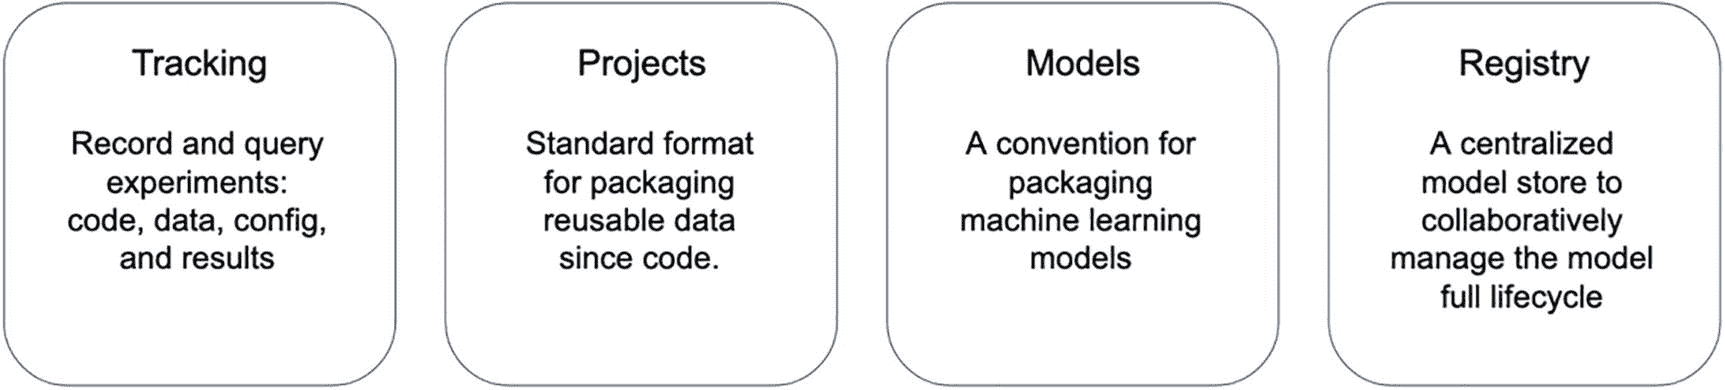 Tracking
Record and query
experiments:
code, data, config,
and results
Projects
Standard format
for packaging
reusable data
since code.
Models
A convention for
packaging
machine learning
models
Registry
A centralized
model store to
collaboratively
manage the model
full lifecycle